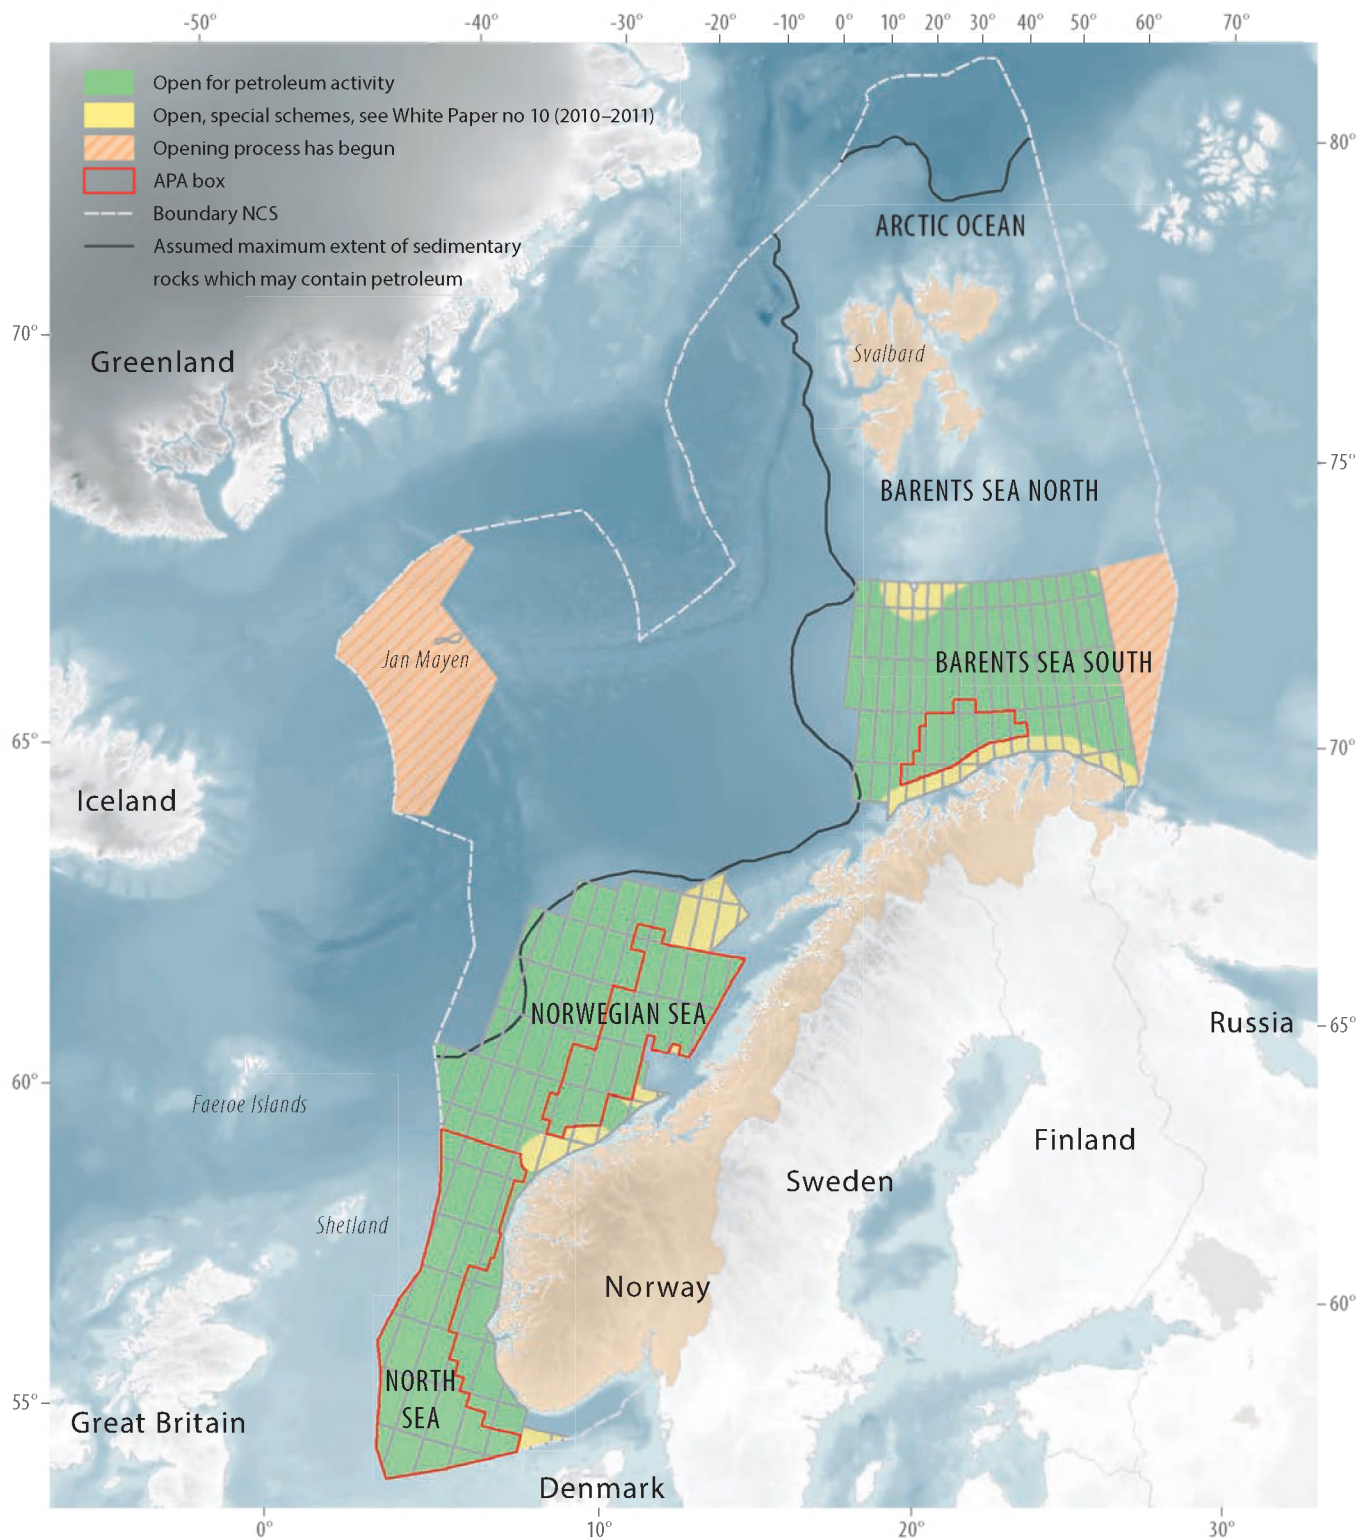 -50° -40° -30° -20° -10° 0° 10° 20° 30° 40° 50° 60° 70°
Open for petroleum activity
Open, special schemes, see White Paper no 10 (2010–2011)
Opening process has begun
APA box
Boundary NCS
Assumed maximum extent of sedimentary
rocks which may contain petroleum
80°
ARCTIC OCEAN
70°
Greenland
Svalbard
75°
BARENTS SEA NORTH
Jan Mayen
BARENTS SEA SOUTH
65°
70°
Iceland
NORWEGIAN SEA
Russia
65°
60°
Faeroe Islands
Finland
Sweden
Shetland
Norway
60°
NORTH
SEA
55°
Great Britain
Denmark
0° 10° 20° 30°